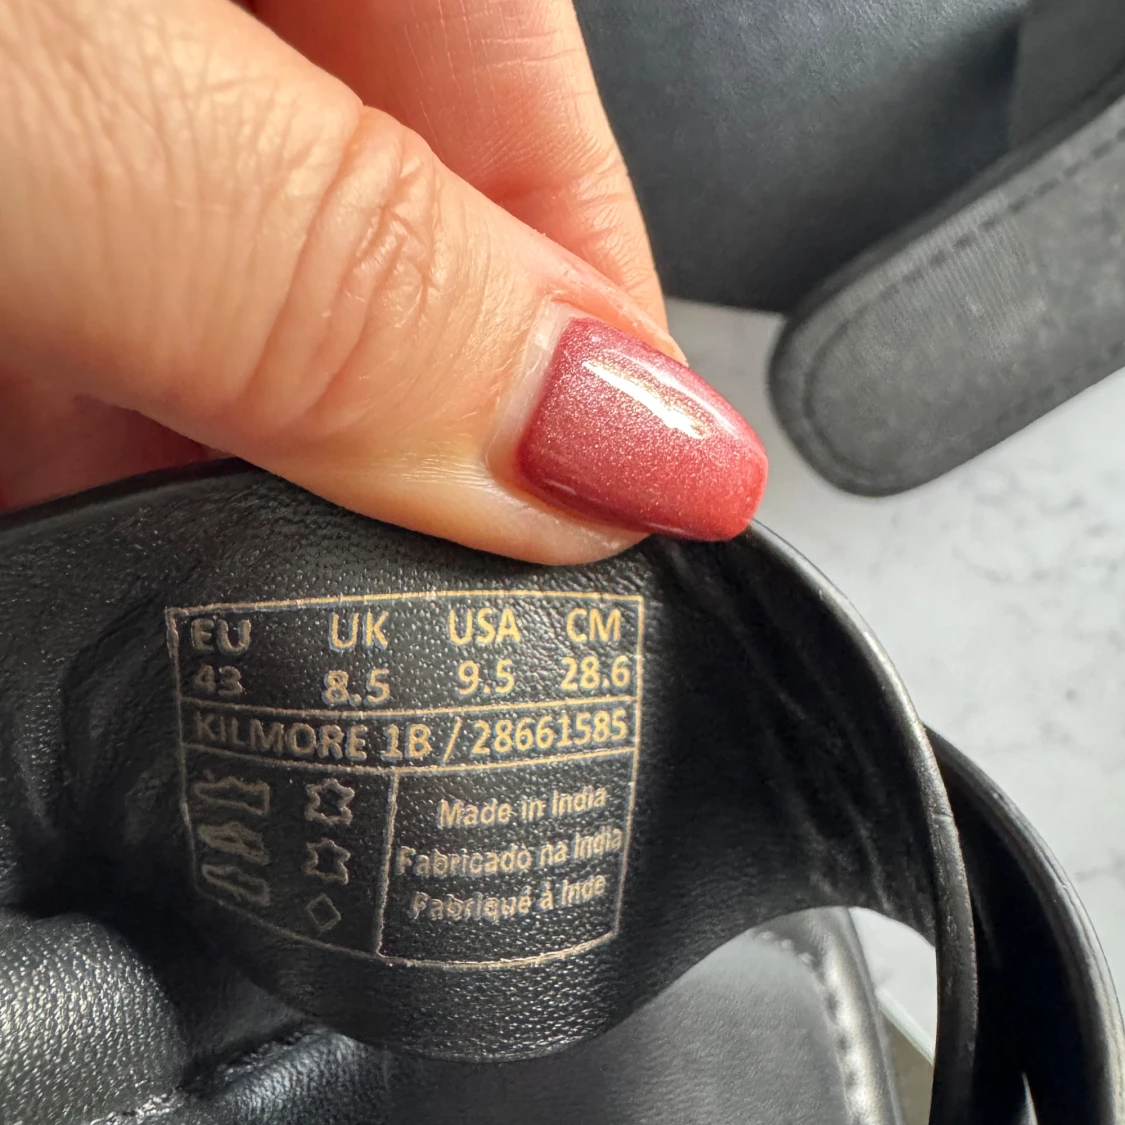 EU UK USA CM
43 8.5 9.5 28.6
KILMORE 1B / 28661585
Made in India
Fabricado na India
Fabriqué à Inde